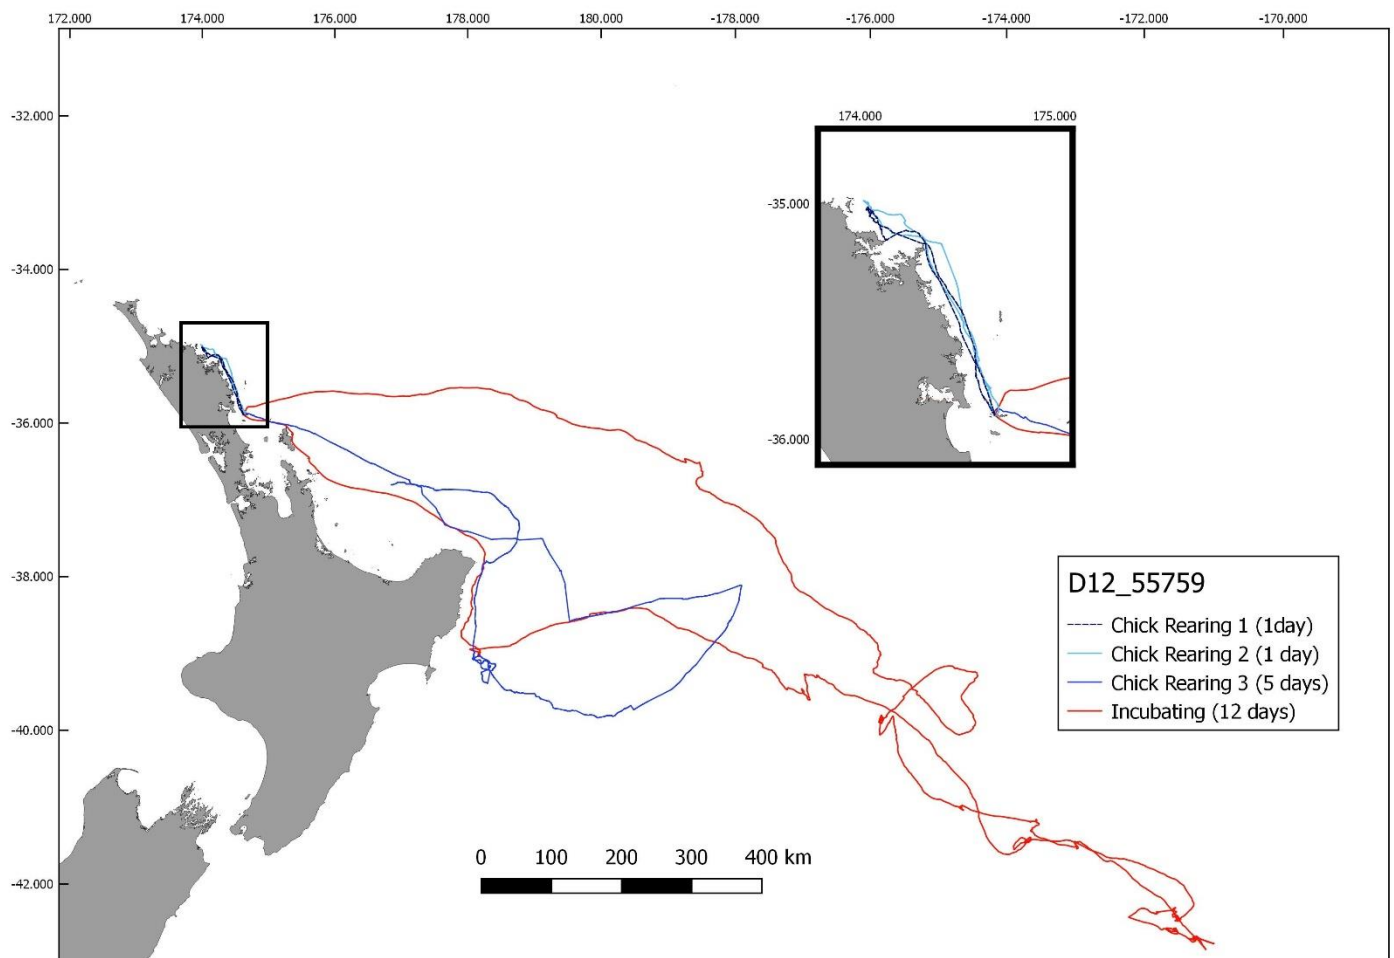 172.000 174.000 176.000 178.000 180.000 -178.000 -176.000 -174.000 -172.000 -170.000
-32.000
174.000 175.000
-35.000
-34.000
-36.000
-36.000
-38.000
D12_55759
Chick Rearing 1 (1day)
Chick Rearing 2 (1 day)
Chick Rearing 3 (5 days)
Incubating (12 days)
-40.000
0 100 200 300 400 km
-42.000